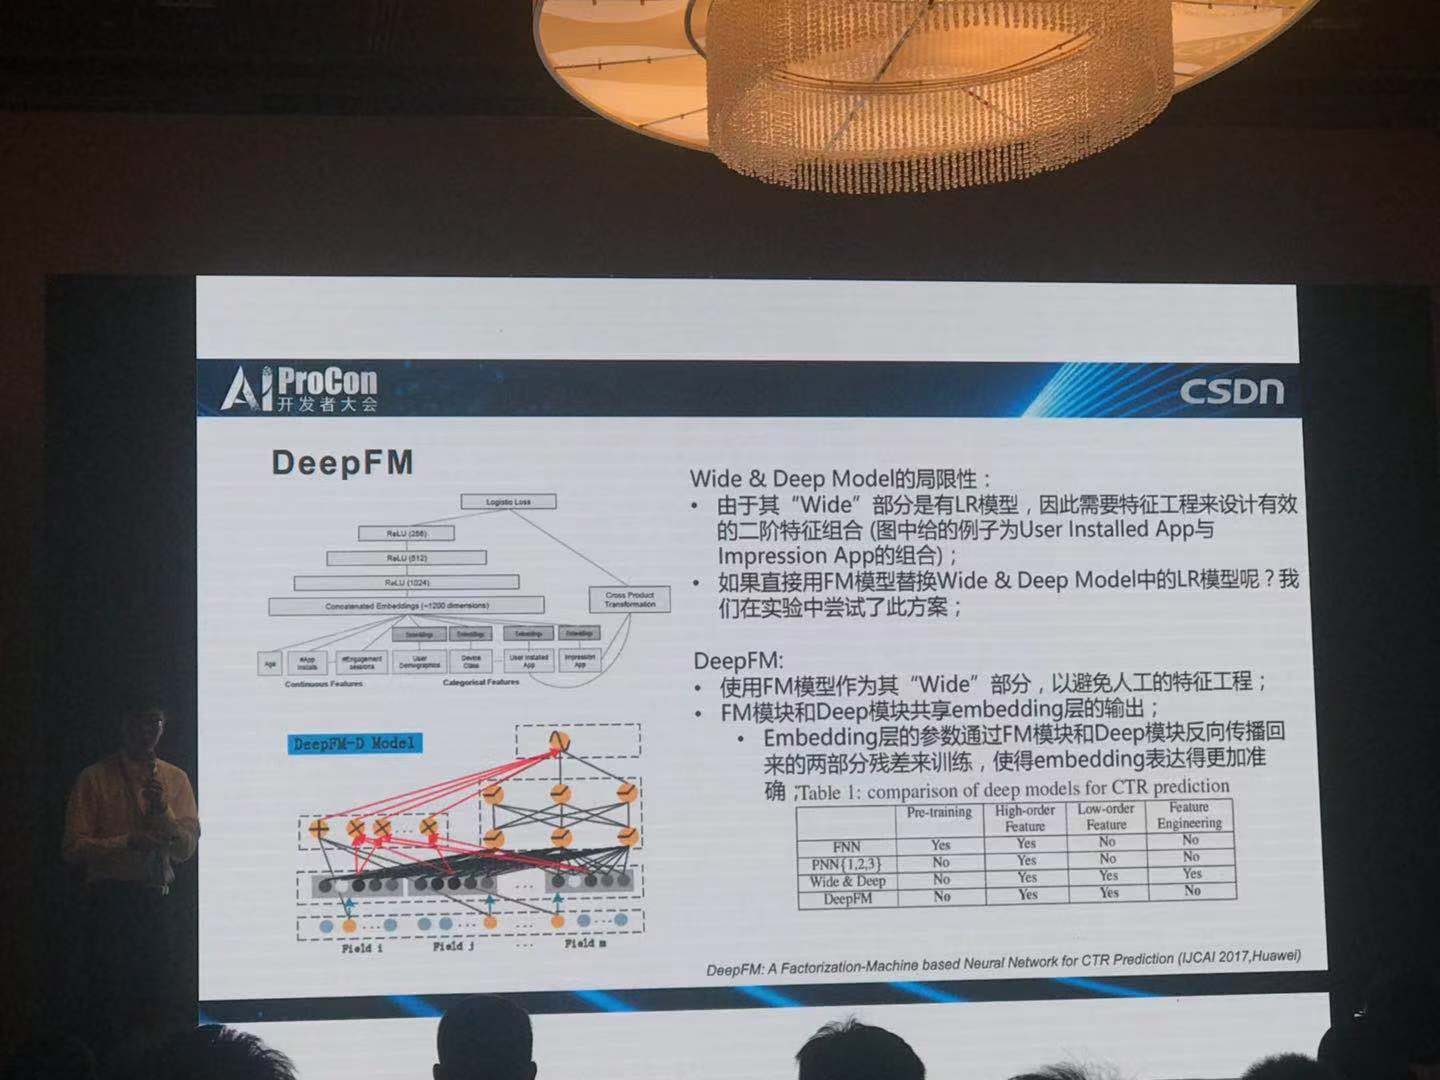 AI ProCon
开发者大会
CSDN
DeepFM
Logistic Loss
ReLU (256)
ReLU (512)
ReLU (1024)
Concatenated Embeddings (~1200 dimensions)
Cross Product
Transformation
Embeddings Embeddings Embeddings Embeddings
Age
#App
Installs
#Engagement
sessions
User
Demographics
Device
Class
User Installed
App
Impression
App
Continuous Features
Categorical Features
DeepFM-D Model
Field i
Field j
Field m
Wide & Deep Model的局限性：
• 由于其“Wide”部分是有LR模型，因此需要特征工程来设计有效
的二阶特征组合 (图中给的例子为User Installed App与
Impression App的组合)；
• 如果直接用FM模型替换Wide & Deep Model中的LR模型呢？我
们在实验中尝试了此方案；
DeepFM:
• 使用FM模型作为其“Wide”部分，以避免人工的特征工程；
• FM模块和Deep模块共享embedding层的输出；
• Embedding层的参数通过FM模块和Deep模块反向传播回
来的两部分残差来训练，使得embedding表达得更加准
确；
Table 1: comparison of deep models for CTR prediction
Pre-training High-order Feature Low-order Feature Feature Engineering
FNN Yes Yes No No
PNN{1,2,3} No Yes No No
Wide & Deep No Yes Yes Yes
DeepFM No Yes Yes No
DeepFM: A Factorization-Machine based Neural Network for CTR Prediction (IJCAI 2017,Huawei)